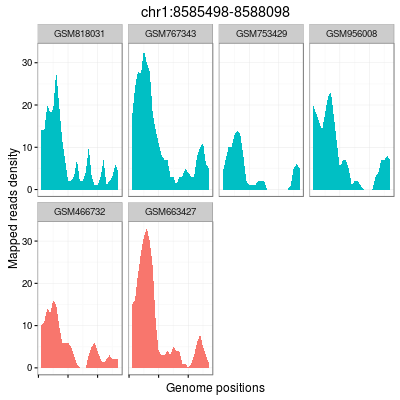 chr1:8585498-8588098
GSM818031 GSM767343 GSM753429 GSM956008
30
20
10
0
GSM466732 GSM663427
30
20
10
0
Mapped reads density
Genome positions